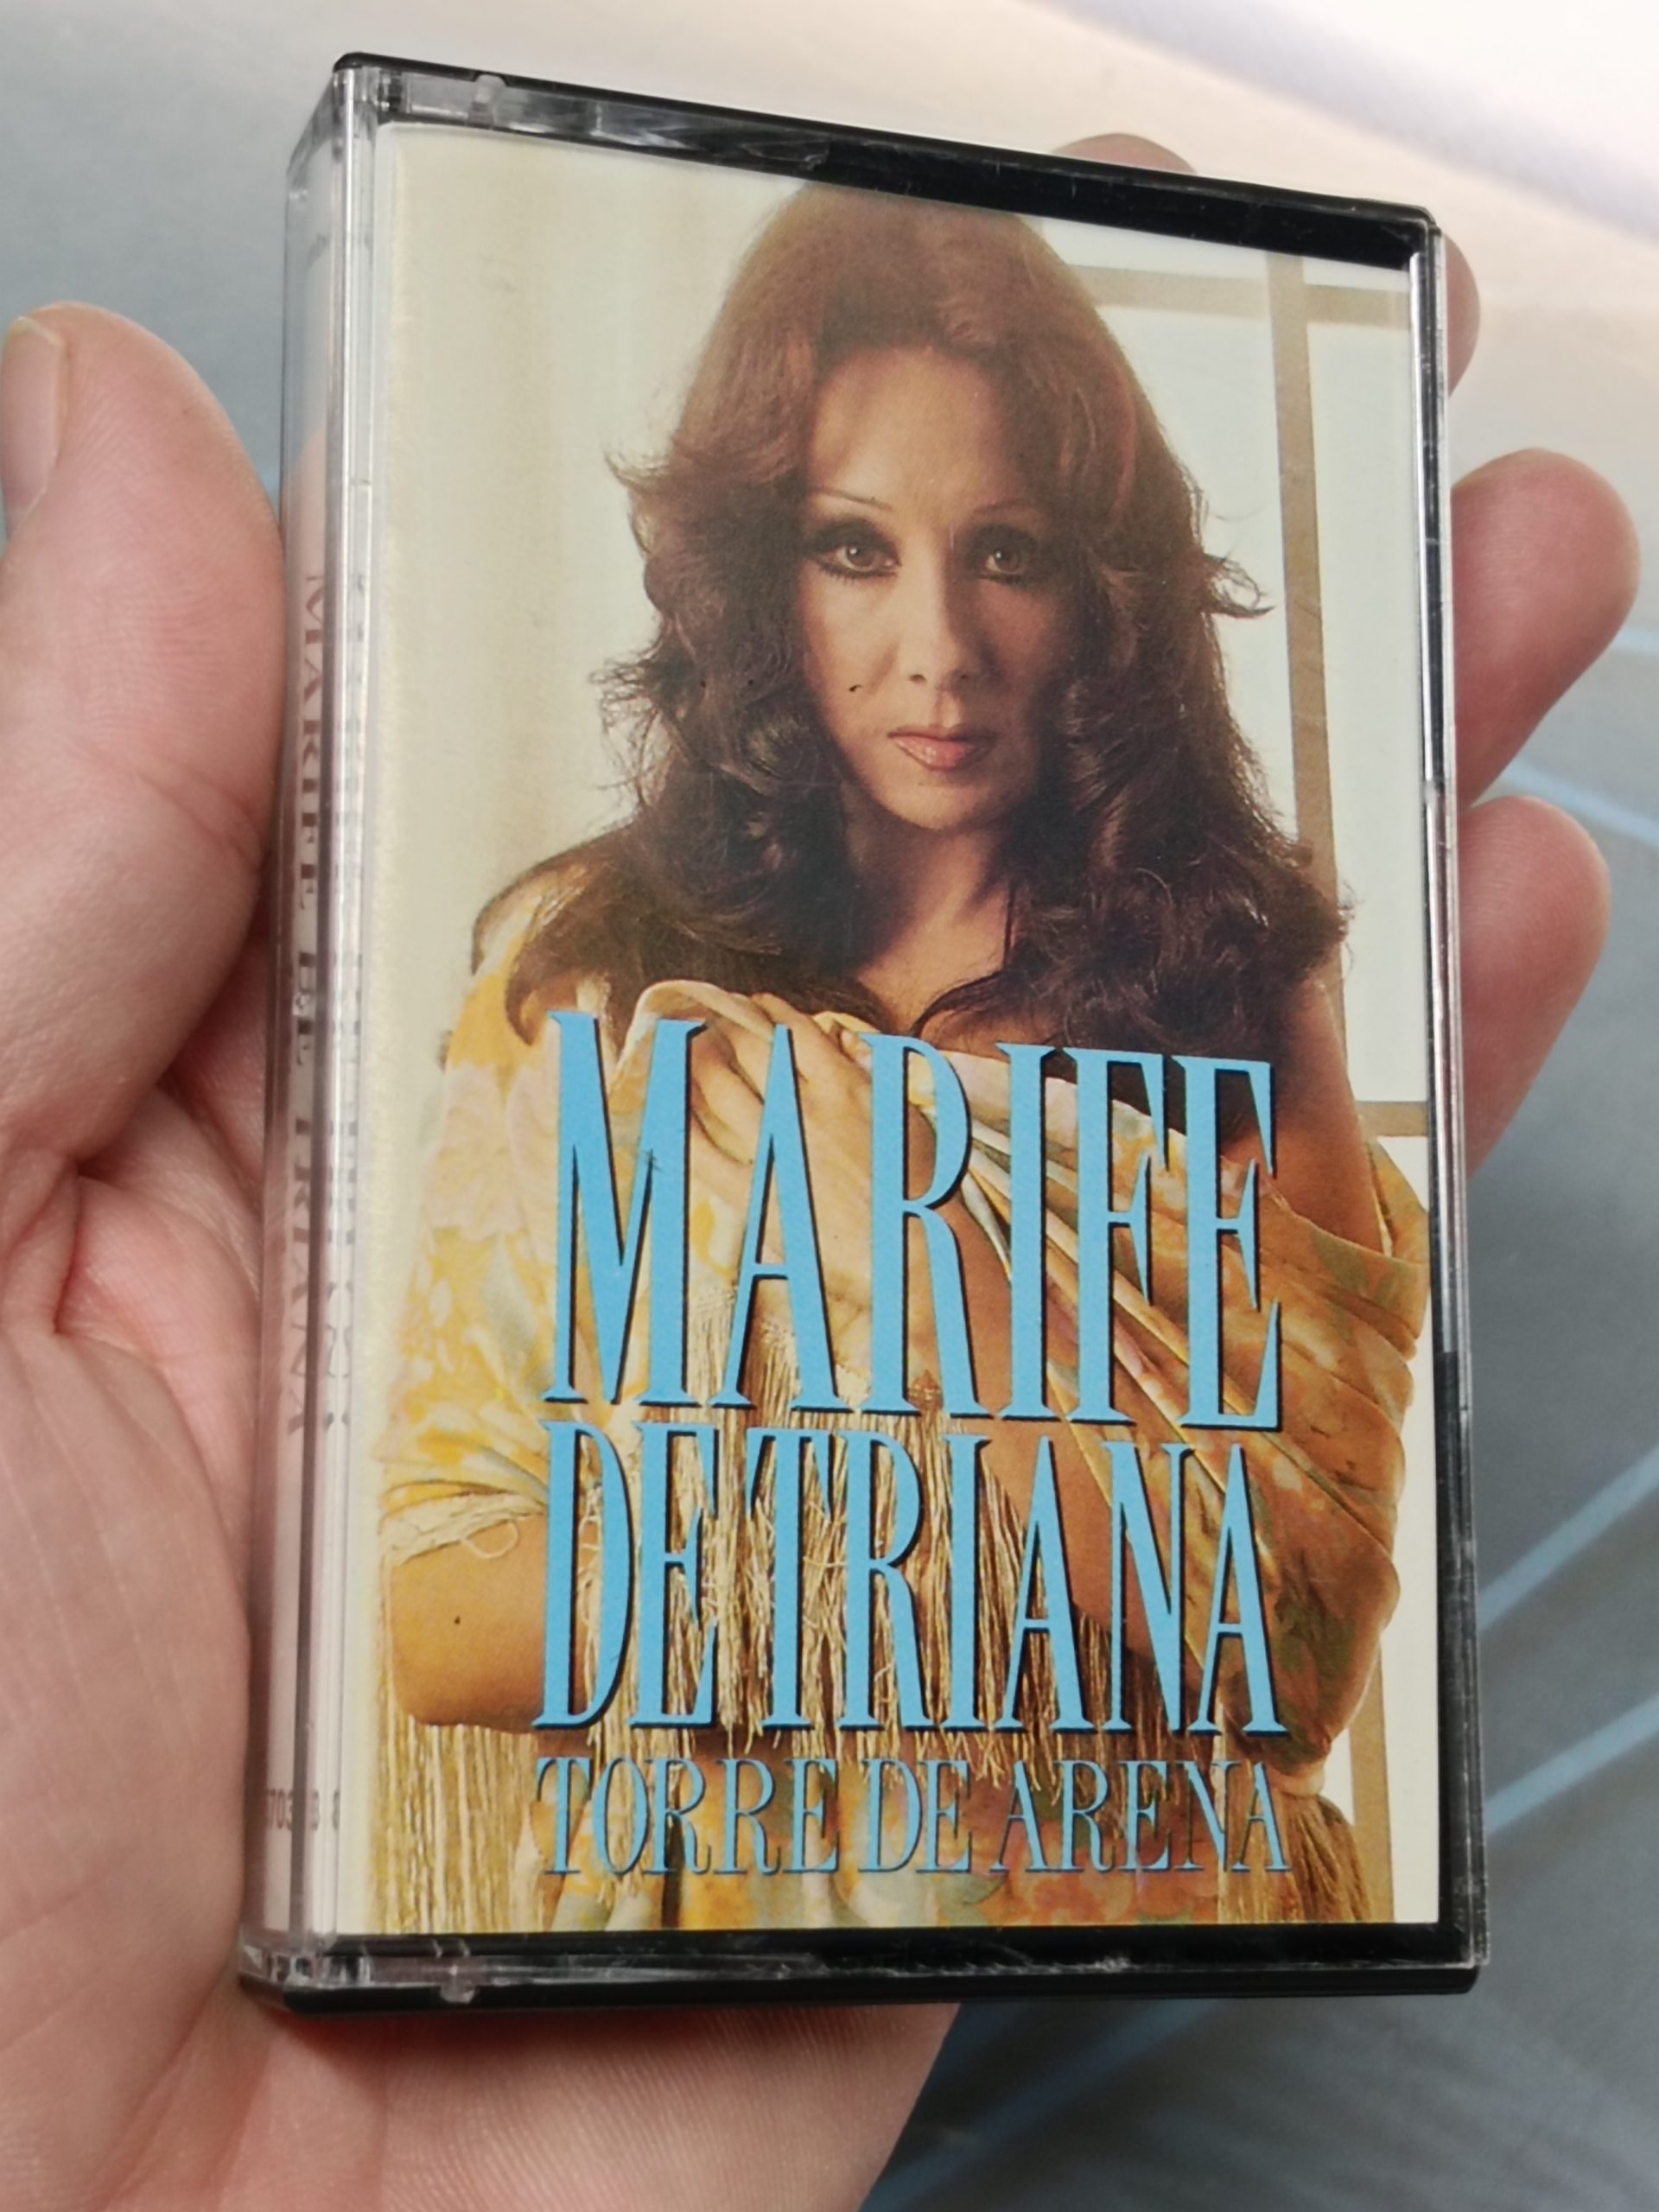 MARIFE
DE TRIANA
TORRE DE ARENA
MARIFE DE TRIANA